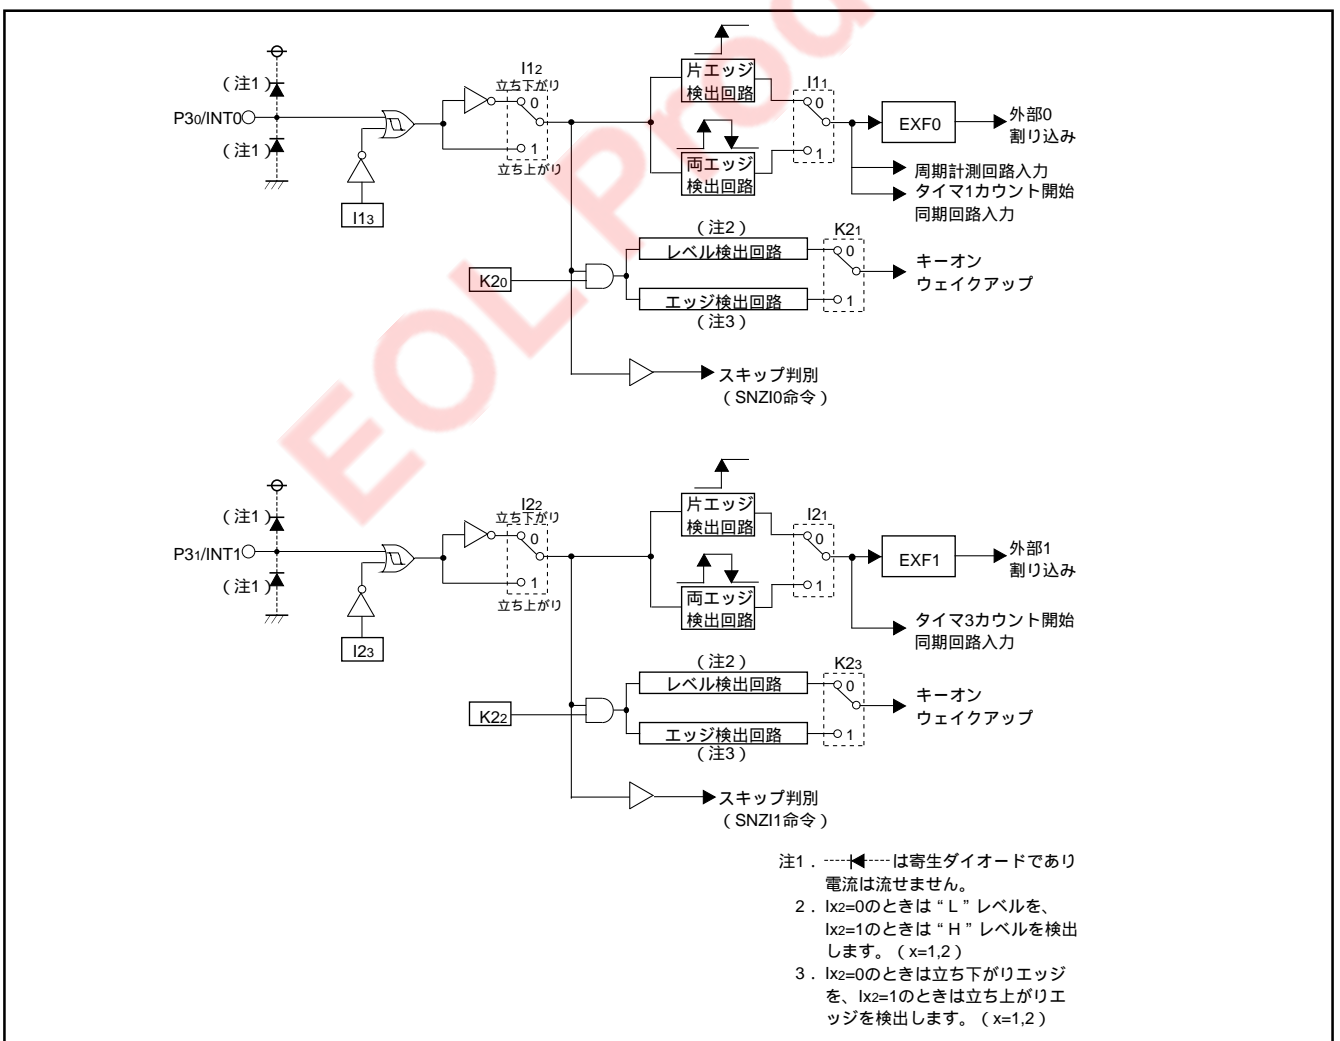 EOL Prod
(注1)
P30/INT0
(注1)
I13
I12
立ち下がり
0
1
立ち上がり
片エッジ
検出回路
両エッジ
検出回路
I11
0
1
EXF0
外部0
割り込み
周期計測回路入力
タイマ1カウント開始
同期回路入力
K20
(注2)
レベル検出回路
エッジ検出回路
(注3)
K21
0
1
キーオン
ウェイクアップ
スキップ判別
(SNZI0命令)
(注1)
P31/INT1
(注1)
I23
I22
立ち下がり
0
1
立ち上がり
片エッジ
検出回路
両エッジ
検出回路
I21
0
1
EXF1
外部1
割り込み
タイマ3カウント開始
同期回路入力
K22
(注2)
レベル検出回路
エッジ検出回路
(注3)
K23
0
1
キーオン
ウェイクアップ
スキップ判別
(SNZI1命令)
注1. は寄生ダイオードであり
電流は流せません。
2. Ix2=0のときは“L”レベルを、
Ix2=1のときは“H”レベルを検出
します。(x=1,2)
3. Ix2=0のときは立ち下がりエッジ
を、Ix2=1のときは立ち上がりエ
ッジを検出します。(x=1,2)